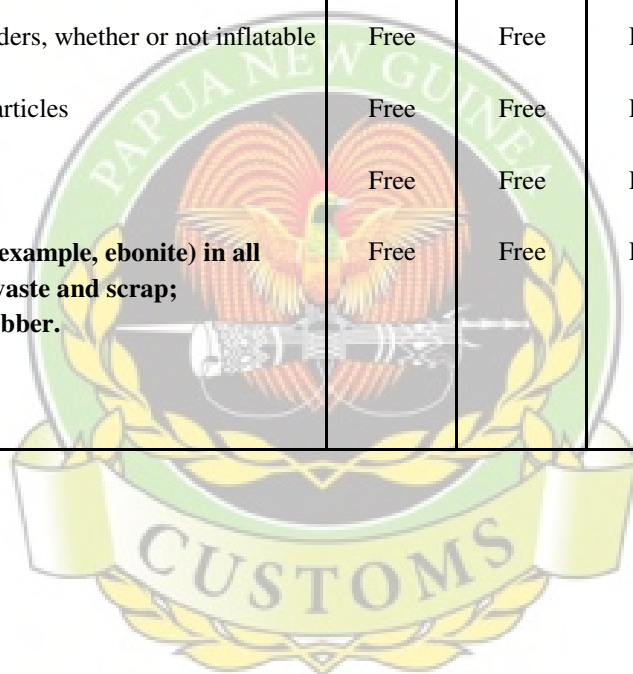 ders, whether or not inflatable Free Free
articles Free Free
Free Free
example, ebonite) in all Free Free
waste and scrap;
bber.
PAPUA NEW GUINEA
CUSTOMS